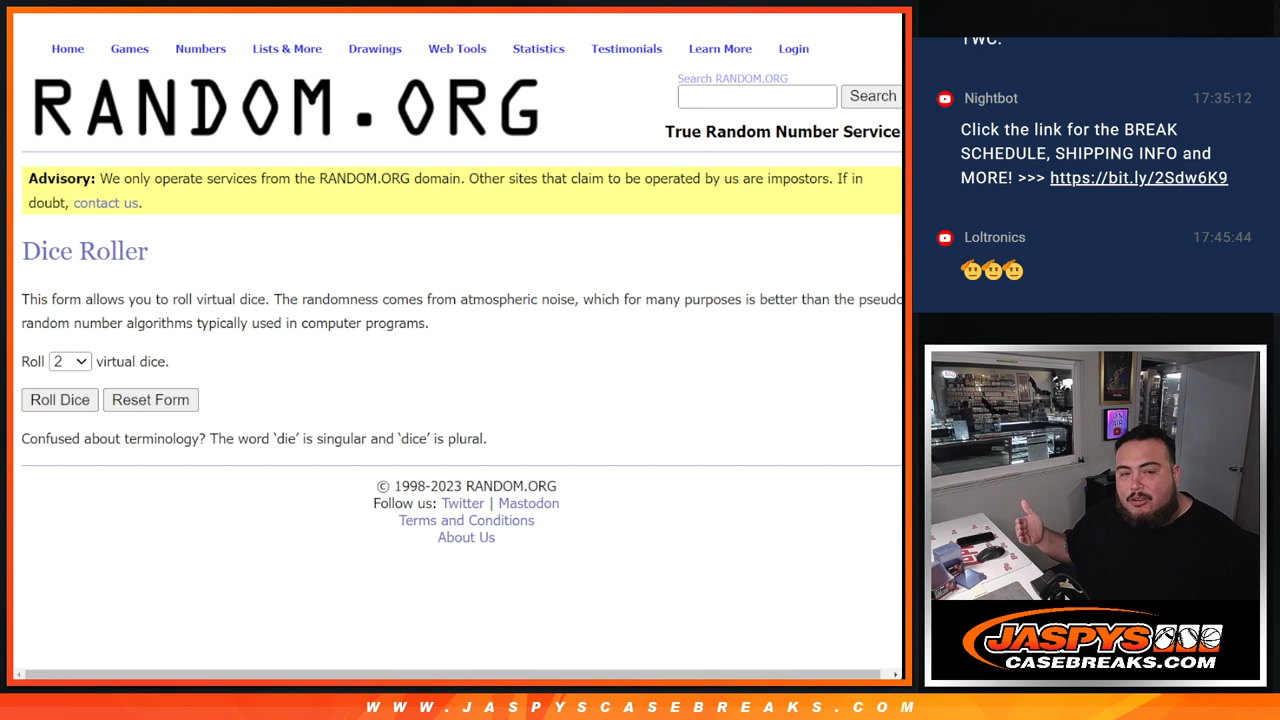 Home Games Numbers Lists & More Drawings Web Tools Statistics Testimonials Learn More Login
RANDOM.ORG
Search RANDOM.ORG
Search
True Random Number Service
Advisory: We only operate services from the RANDOM.ORG domain. Other sites that claim to be operated by us are impostors. If in
doubt, contact us.
Dice Roller
This form allows you to roll virtual dice. The randomness comes from atmospheric noise, which for many purposes is better than the pseudo
random number algorithms typically used in computer programs.
Roll 2 virtual dice.
Roll Dice Reset Form
Confused about terminology? The word ‘die’ is singular and ‘dice’ is plural.
© 1998-2023 RANDOM.ORG
Follow us: Twitter | Mastodon
Terms and Conditions
About Us
TWC.
Nightbot 17:35:12
Click the link for the BREAK
SCHEDULE, SHIPPING INFO and
MORE! >>> https://bit.ly/2Sdw6K9
Loltronics 17:45:44
ON AIR
JASPYS
CASEBREAKS.COM
WWW.JASPYSCASEBREAKS.COM